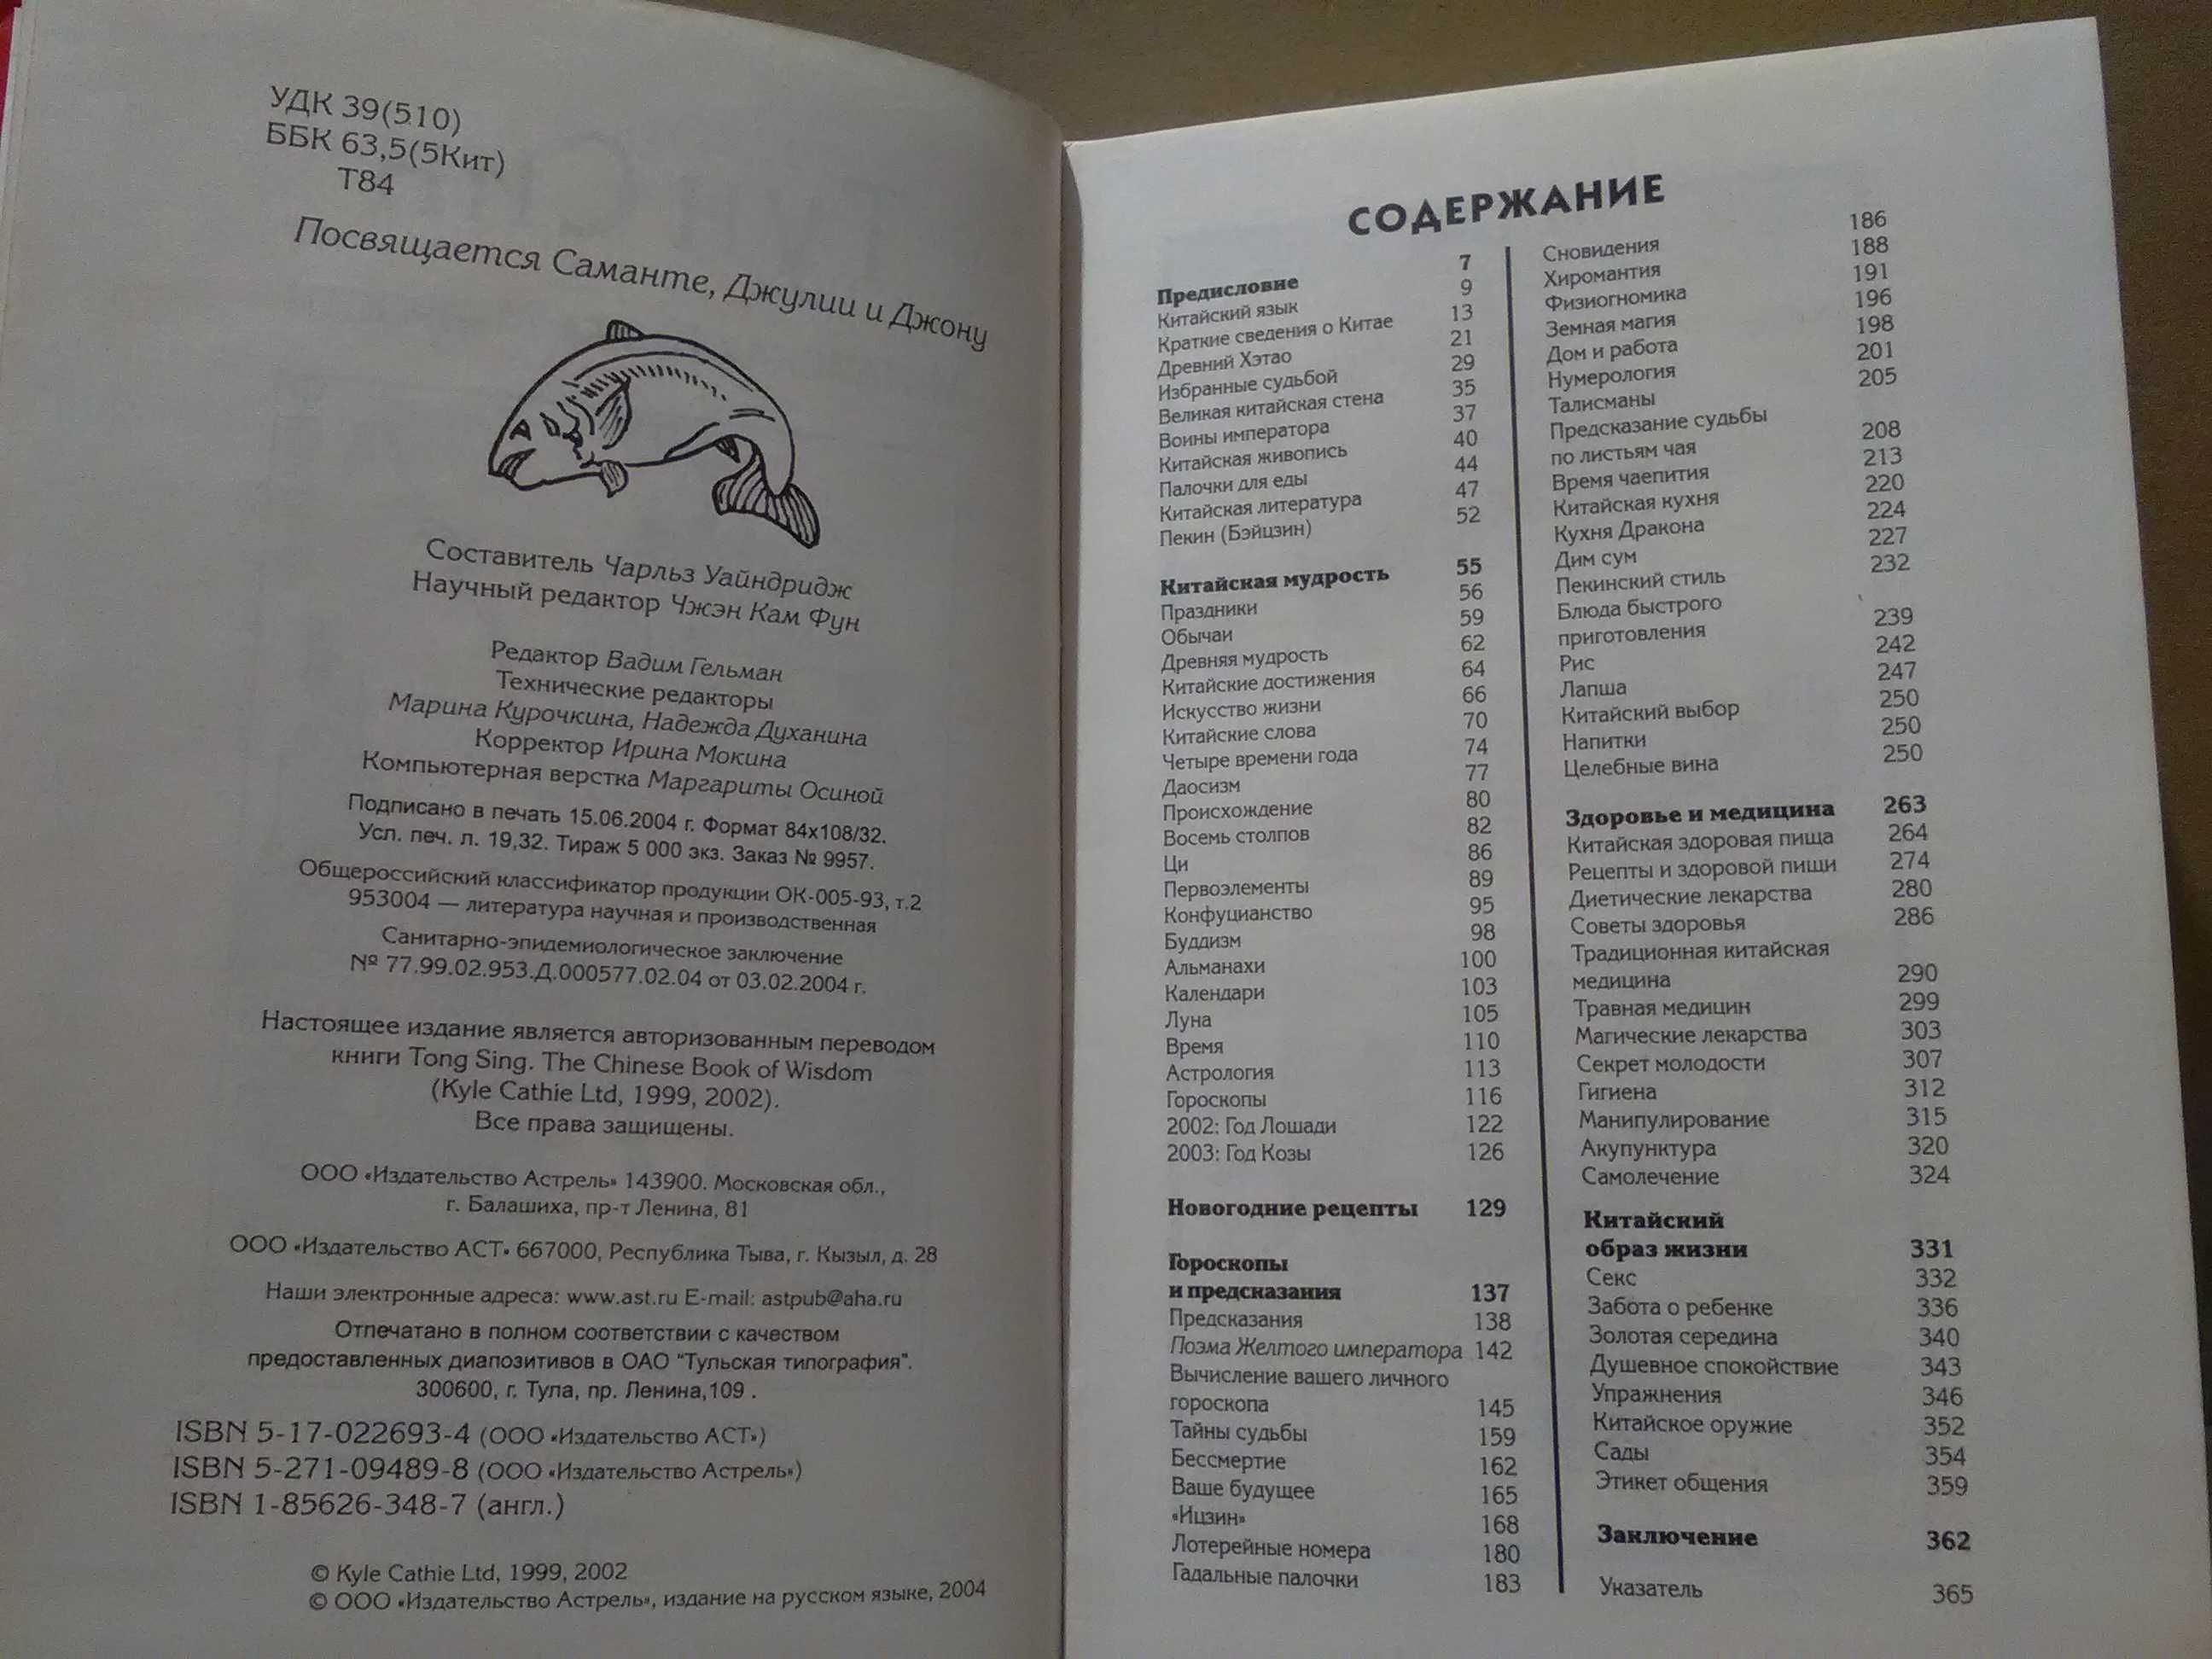 УДК 39(510)
ББК 63,5(5Кит)
Т84
Посвящается Саманте, Джулии и Джону
Составитель Чарльз Уайндридж
Научный редактор Чжэн Кам Фун
Редактор Вадим Гельман
Технические редакторы
Марина Курочкина, Надежда Духанина
Корректор Ирина Мокина
Компьютерная верстка Маргариты Осиной
Подписано в печать 15.06.2004 г. Формат 84х108/32.
Усл. печ. л. 19,32. Тираж 5 000 экз. Заказ № 9957.
Общероссийский классификатор продукции ОК-005-93, т.2
953004 — литература научная и производственная
Санитарно-эпидемиологическое заключение
№ 77.99.02.953.Д.000577.02.04 от 03.02.2004 г.
Настоящее издание является авторизованным переводом
книги Tong Sing. The Chinese Book of Wisdom
(Kyle Cathie Ltd, 1999, 2002).
Все права защищены.
ООО «Издательство Астрель» 143900. Московская обл.,
г. Балашиха, пр-т Ленина, 81
ООО «Издательство АСТ» 667000, Республика Тыва, г. Кызыл, д. 28
Наши электронные адреса: www.ast.ru E-mail: astpub@aha.ru
Отпечатано в полном соответствии с качеством
предоставленных диапозитивов в ОАО "Тульская типография".
300600, г. Тула, пр. Ленина,109 .
ISBN 5-17-022693-4 (ООО «Издательство АСТ»)
ISBN 5-271-09489-8 (ООО «Издательство Астрель»)
ISBN 1-85626-348-7 (англ.)
© Kyle Cathie Ltd, 1999, 2002
© ООО «Издательство Астрель», издание на русском языке, 2004
СОДЕРЖАНИЕ
Предисловие 7
Китайский язык 9
Краткие сведения о Китае 13
Древний Хэтао 21
Избранные судьбой 29
Великая китайская стена 35
Воины императора 37
Китайская живопись 40
Палочки для еды 44
Китайская литература 47
Пекин (Бэйцзин) 52
Китайская мудрость 55
Праздники 56
Обычаи 59
Древняя мудрость 62
Китайские достижения 64
Искусство жизни 66
Китайские слова 70
Четыре времени года 74
Даосизм 77
Происхождение 80
Восемь столпов 82
Ци 86
Первоэлементы 89
Конфуцианство 95
Буддизм 98
Альманахи 100
Календари 103
Луна 105
Время 110
Астрология 113
Гороскопы 116
2002: Год Лошади 122
2003: Год Козы 126
Новогодние рецепты 129
Гороскопы
и предсказания 137
Предсказания 138
Поэма Желтого императора 142
Вычисление вашего личного
гороскопа 145
Тайны судьбы 159
Бессмертие 162
Ваше будущее 165
«Ицзин» 168
Лотерейные номера 180
Гадальные палочки 183
Сновидения 186
Хиромантия 188
Физиогномика 191
Земная магия 196
Дом и работа 198
Нумерология 201
Талисманы 205
Предсказание судьбы
по листьям чая 208
Время чаепития 213
Китайская кухня 220
Кухня Дракона 224
Дим сум 227
Пекинский стиль 232
Блюда быстрого
приготовления 239
Рис 242
Лапша 247
Китайский выбор 250
Напитки 250
Целебные вина 250
Здоровье и медицина 263
Китайская здоровая пища 264
Рецепты и здоровой пищи 274
Диетические лекарства 280
Советы здоровья 286
Традиционная китайская
медицина 290
Травная медицин 299
Магические лекарства 303
Секрет молодости 307
Гигиена 312
Манипулирование 315
Акупунктура 320
Самолечение 324
Китайский
образ жизни 331
Секс 332
Забота о ребенке 336
Золотая середина 340
Душевное спокойствие 343
Упражнения 346
Китайское оружие 352
Сады 354
Этикет общения 359
Заключение 362
Указатель 365